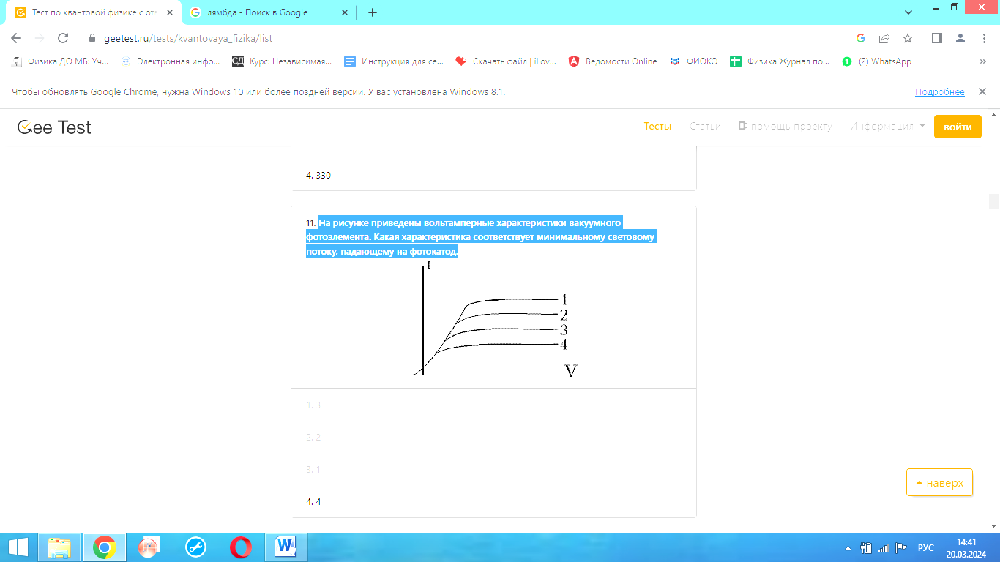 Тест по квантовой физике с отв
лямбда - Поиск в Google
geetest.ru/tests/kvantovaya_fizika/list
Физика ДО МБ: Уч...
Электронная инфо...
СД
Курс: Независимая...
Инструкция для се...
Скачать файл | iLov...
Ведомости Online
ФИОКО
Физика Журнал по...
1
(2) WhatsApp
»
Чтобы обновлять Google Chrome, нужна Windows 10 или более поздней версии. У вас установлена Windows 8.1.
Подробнее
Gee Test
Тесты
Статьи
помощь проекту
Информация
ВОЙТИ
4. 330
11. На рисунке приведены вольтамперные характеристики вакуумного
фотоэлемента. Какая характеристика соответствует минимальному световому
потоку, падающему на фотокатод.
I
1
2
3
4
V
1. 3
2. 2
3. 1
4. 4
наверх
РУС
14:41
20.03.2024